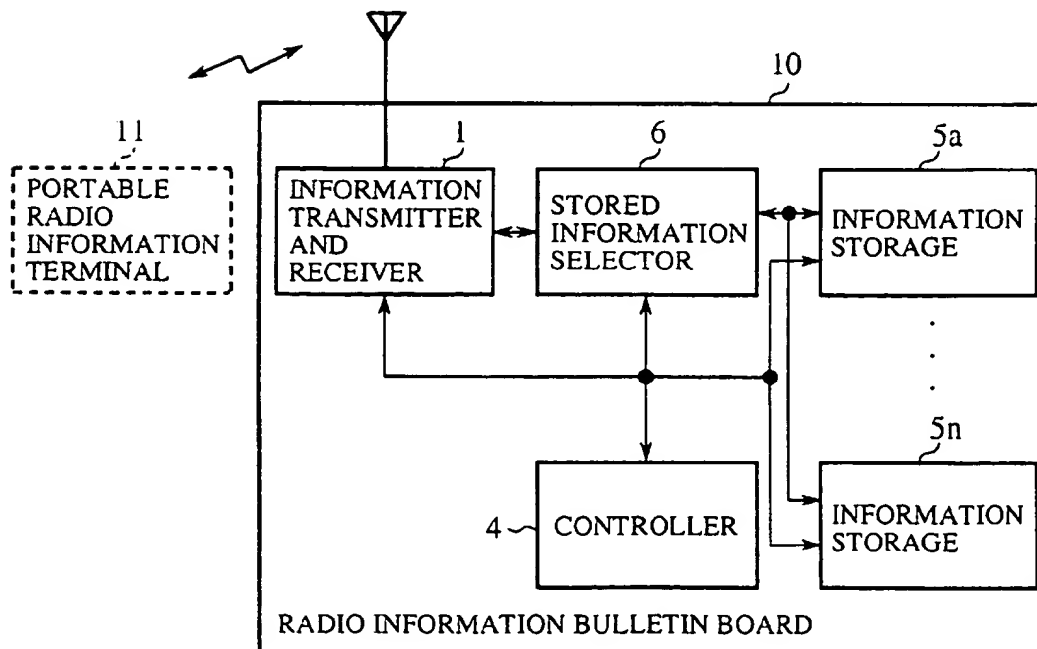 10
11
1
6
5a
PORTABLE
RADIO
INFORMATION
TERMINAL
INFORMATION
TRANSMITTER
AND
RECEIVER
STORED
INFORMATION
SELECTOR
INFORMATION
STORAGE
5n
4
CONTROLLER
INFORMATION
STORAGE
RADIO INFORMATION BULLETIN BOARD